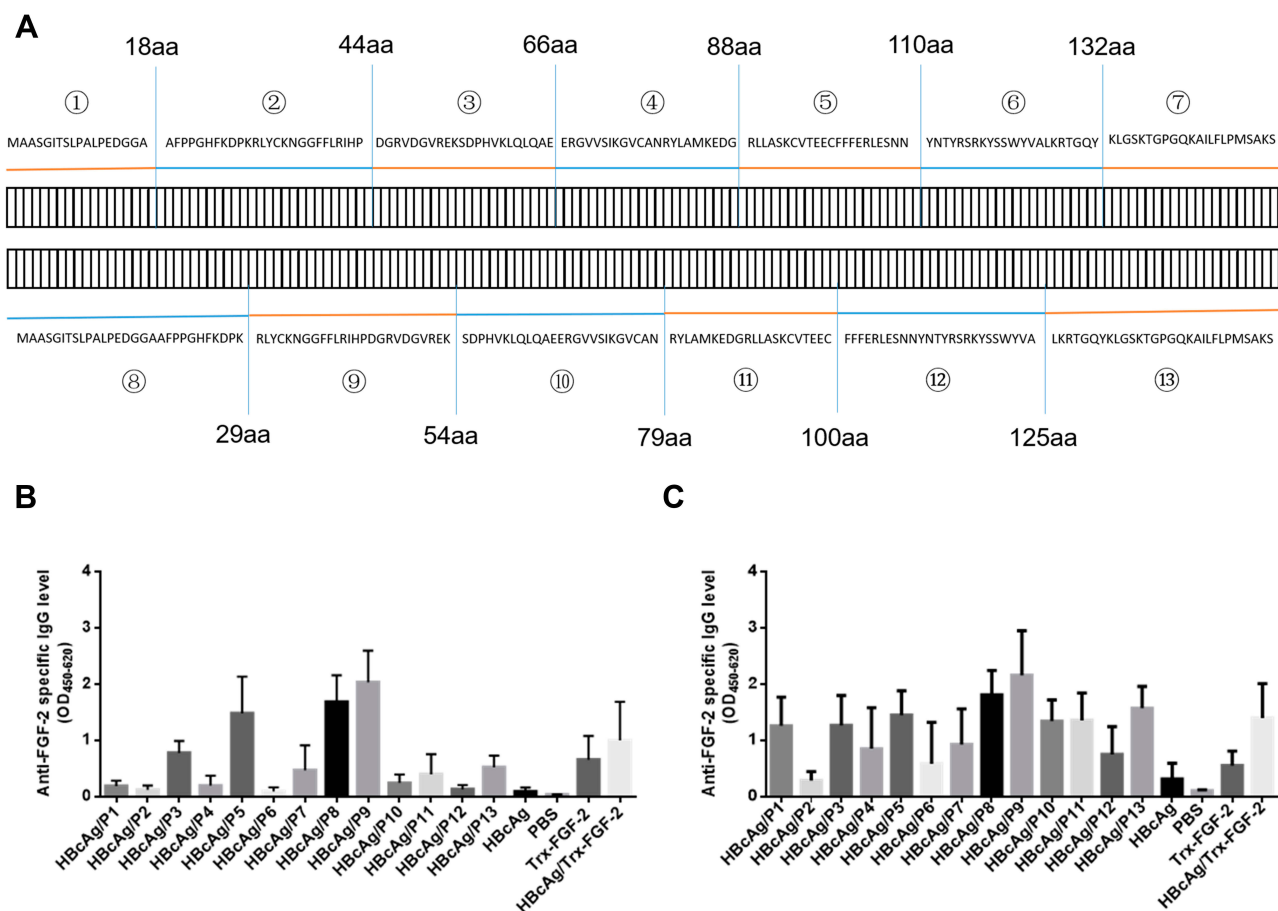 A
18aa 44aa 66aa 88aa 110aa 132aa
① ② ③ ④ ⑤ ⑥ ⑦
MAASGITSLPALPEDGGA AFPPGHFKDPKRLYCKNGGFFLRIHP DGRVDGVREKSDPHVKLQLQAE ERGVVSIKGVCANRYLAMKEDG RLLASKCVTEECFFFERLESNN YNTYRSRKYSSWYVALKRTGQY KLGSKTGPGQKAILFLPMSAKS
MAASGITSLPALPEDGGAAFPPGHFKDPK RLYCKNGGFFLRIHPDGRVDGVREK SDPHVKLQLQAEERGVVSIKGVCAN RYLAMKEDGRLLASKCVTEEC FFFERLESNNYNTYRSRKYSSWYVA LKRTGQYKLGSKTGPGQKAILFLPMSAKS
⑧ ⑨ ⑩ ⑪ ⑫ ⑬
29aa 54aa 79aa 100aa 125aa
B
Anti-FGF-2 specific IgG level
(OD450-620)
4
3
2
1
0
HBcAg/P1
HBcAg/P2
HBcAg/P3
HBcAg/P4
HBcAg/P5
HBcAg/P6
HBcAg/P7
HBcAg/P8
HBcAg/P9
HBcAg/P10
HBcAg/P11
HBcAg/P12
HBcAg/P13
HBcAg
PBS
Trx-FGF-2
HBcAg/Trx-FGF-2
C
Anti-FGF-2 specific IgG level
(OD450-620)
4
3
2
1
0
HBcAg/P1
HBcAg/P2
HBcAg/P3
HBcAg/P4
HBcAg/P5
HBcAg/P6
HBcAg/P7
HBcAg/P8
HBcAg/P9
HBcAg/P10
HBcAg/P11
HBcAg/P12
HBcAg/P13
HBcAg
PBS
Trx-FGF-2
HBcAg/Trx-FGF-2